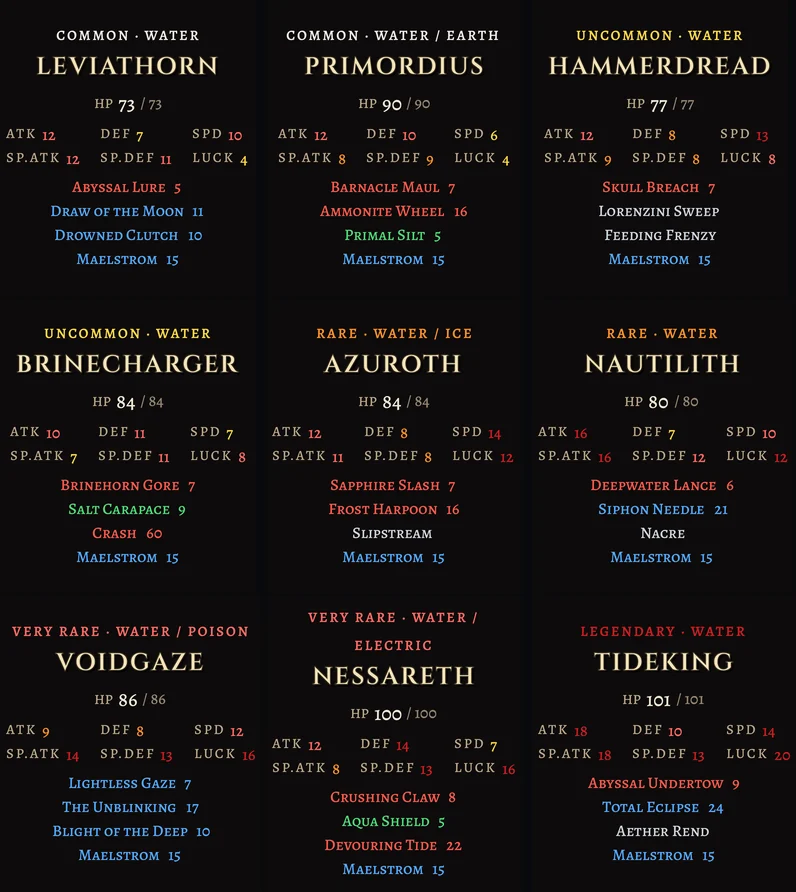 COMMON · WATER
LEVIATHORN
HP 73 / 73
ATK 12 DEF 7 SPD 10
SP.ATK 12 SP.DEF 11 LUCK 4
ABYSSAL LURE 5
DRAW OF THE MOON 11
DROWNED CLUTCH 10
MAELSTROM 15
COMMON · WATER / EARTH
PRIMORDIUS
HP 90 / 90
ATK 12 DEF 10 SPD 6
SP.ATK 8 SP.DEF 9 LUCK 4
BARNACLE MAUL 7
AMMONITE WHEEL 16
PRIMAL SILT 5
MAELSTROM 15
UNCOMMON · WATER
HAMMERDREAD
HP 77 / 77
ATK 12 DEF 8 SPD 13
SP.ATK 9 SP.DEF 8 LUCK 8
SKULL BREACH 7
LORENZINI SWEEP
FEEDING FRENZY
MAELSTROM 15
UNCOMMON · WATER
BRINECHARGER
HP 84 / 84
ATK 10 DEF 11 SPD 7
SP.ATK 7 SP.DEF 11 LUCK 8
BRINEHORN GORE 7
SALT CARAPACE 9
CRASH 60
MAELSTROM 15
RARE · WATER / ICE
AZUROTH
HP 84 / 84
ATK 12 DEF 8 SPD 14
SP.ATK 11 SP.DEF 8 LUCK 12
SAPPHIRE SLASH 7
FROST HARPOON 16
SLIPSTREAM
MAELSTROM 15
RARE · WATER
NAUTILITH
HP 80 / 80
ATK 16 DEF 7 SPD 10
SP.ATK 16 SP.DEF 12 LUCK 12
DEEPWATER LANCE 6
SIPHON NEEDLE 21
NACRE
MAELSTROM 15
VERY RARE · WATER / POISON
VOIDGAZE
HP 86 / 86
ATK 9 DEF 8 SPD 12
SP.ATK 14 SP.DEF 13 LUCK 16
LIGHTLESS GAZE 7
THE UNBLINKING 17
BLIGHT OF THE DEEP 10
MAELSTROM 15
VERY RARE · WATER /
ELECTRIC
NESSARETH
HP 100 / 100
ATK 12 DEF 14 SPD 7
SP.ATK 8 SP.DEF 13 LUCK 16
CRUSHING CLAW 8
AQUA SHIELD 5
DEVOURING TIDE 22
MAELSTROM 15
LEGENDARY · WATER
TIDEKING
HP 101 / 101
ATK 18 DEF 10 SPD 14
SP.ATK 18 SP.DEF 13 LUCK 20
ABYSSAL UNDERTOW 9
TOTAL ECLIPSE 24
AETHER REND
MAELSTROM 15